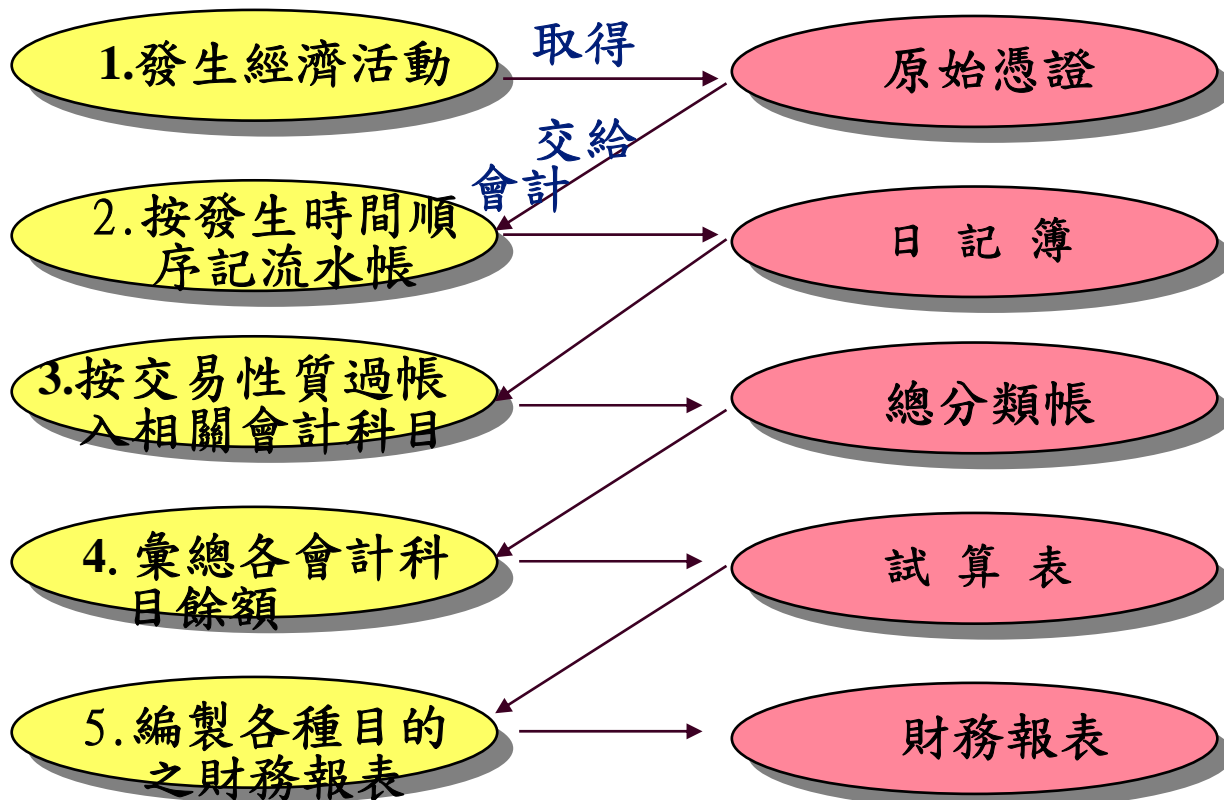 1.發生經濟活動
取得
原始憑證
交給
會計
2.按發生時間順
序記流水帳
日 記 簿
3.按交易性質過帳
入相關會計科目
總分類帳
4. 彙總各會計科
目餘額
試 算 表
5.編製各種目的
之財務報表
財務報表